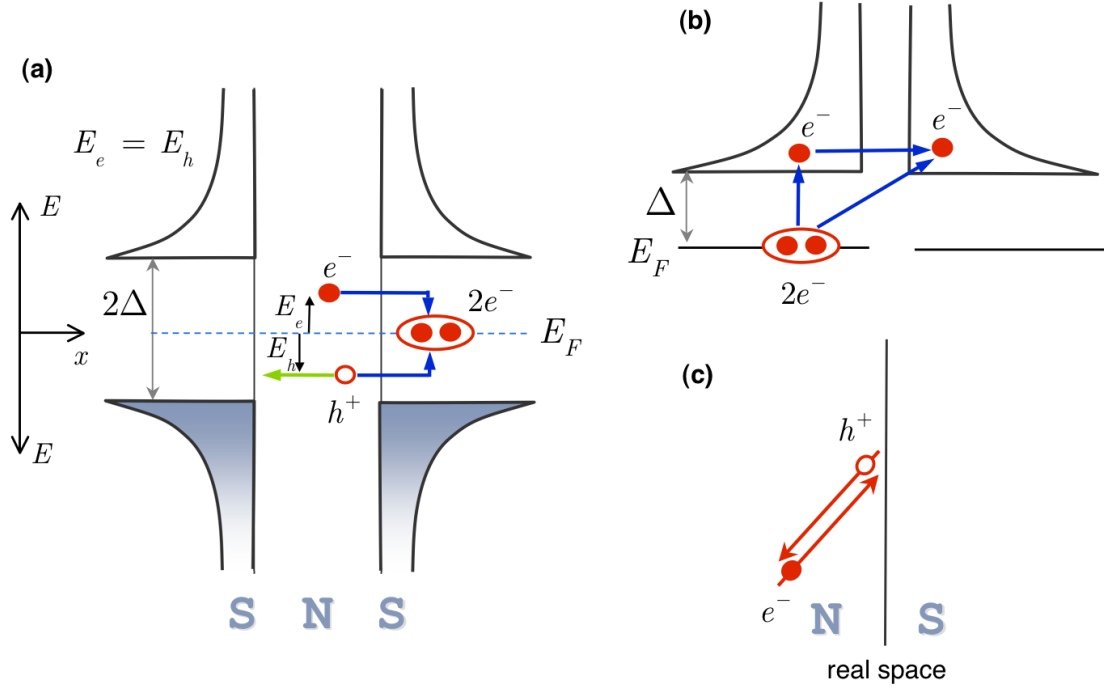 (a)
E_e = E_h
E
x
E
2Δ
e⁻
E_e
E_h
h⁺
2e⁻
E_F
S N S
(b)
e⁻ e⁻
Δ
E_F
2e⁻
(c)
h⁺
e⁻
N S
real space